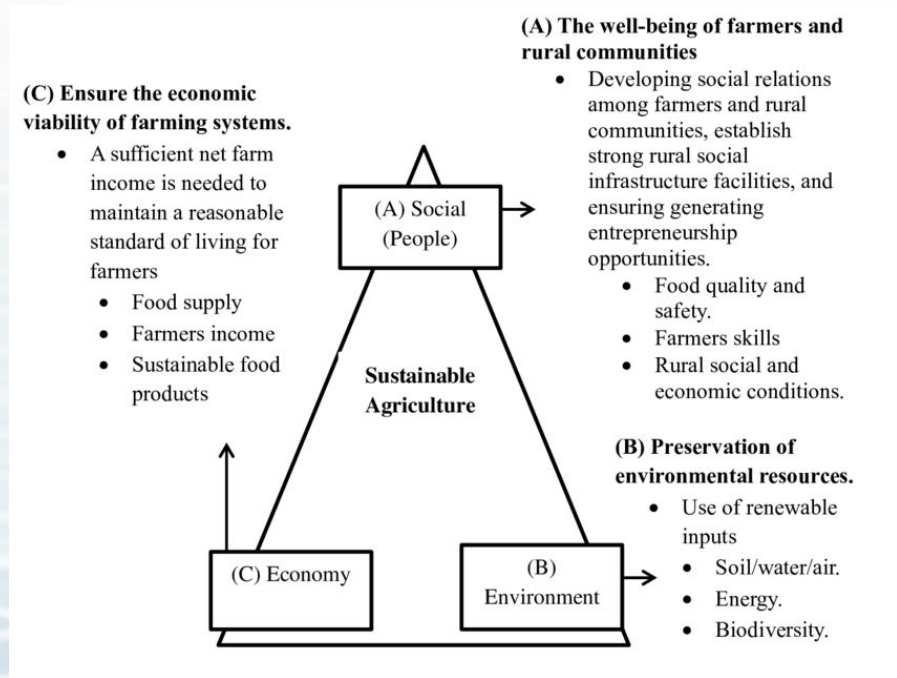 (A) The well-being of farmers and
rural communities
• Developing social relations
among farmers and rural
communities, establish
strong rural social
infrastructure facilities, and
ensuring generating
entrepreneurship
opportunities.
• Food quality and
safety.
• Farmers skills
• Rural social and
economic conditions.
(C) Ensure the economic
viability of farming systems.
• A sufficient net farm
income is needed to
maintain a reasonable
standard of living for
farmers
• Food supply
• Farmers income
• Sustainable food
products
(A) Social
(People)
Sustainable
Agriculture
(B) Preservation of
environmental resources.
• Use of renewable
inputs
• Soil/water/air.
• Energy.
• Biodiversity.
(C) Economy
(B)
Environment